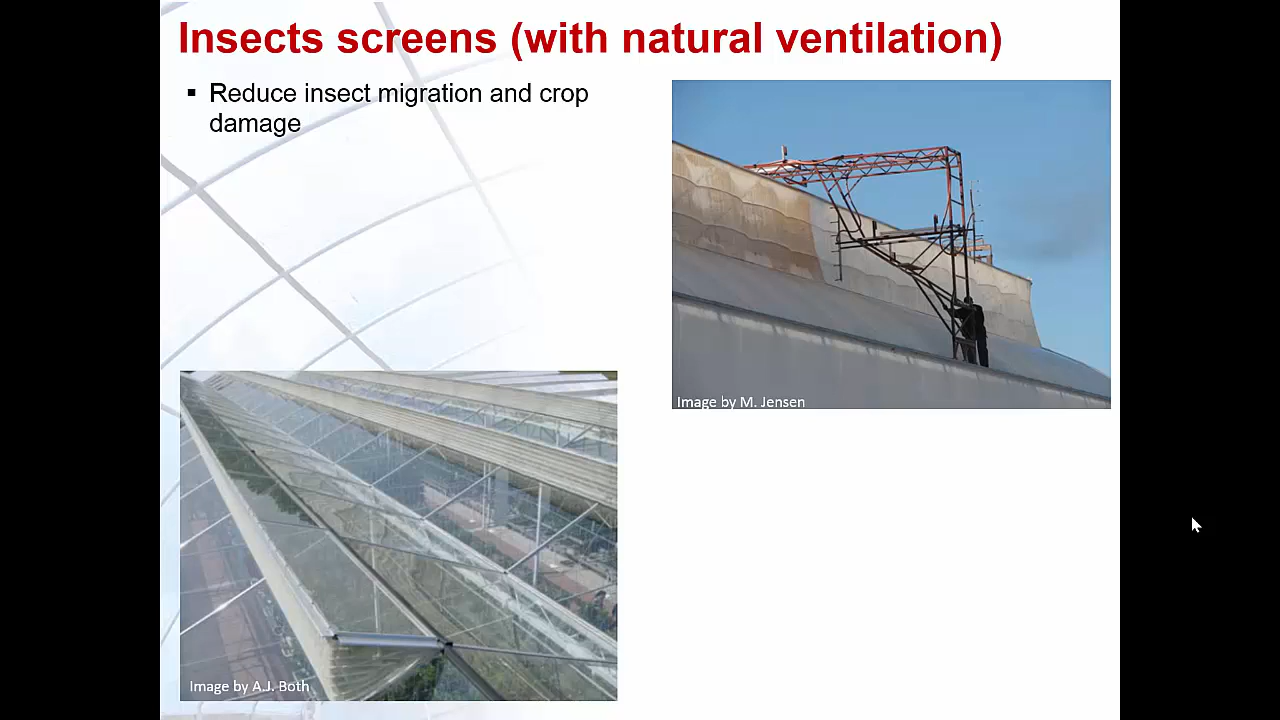 Insects screens (with natural ventilation)
▪ Reduce insect migration and crop
damage
Image by M. Jensen
Image by A.J. Both